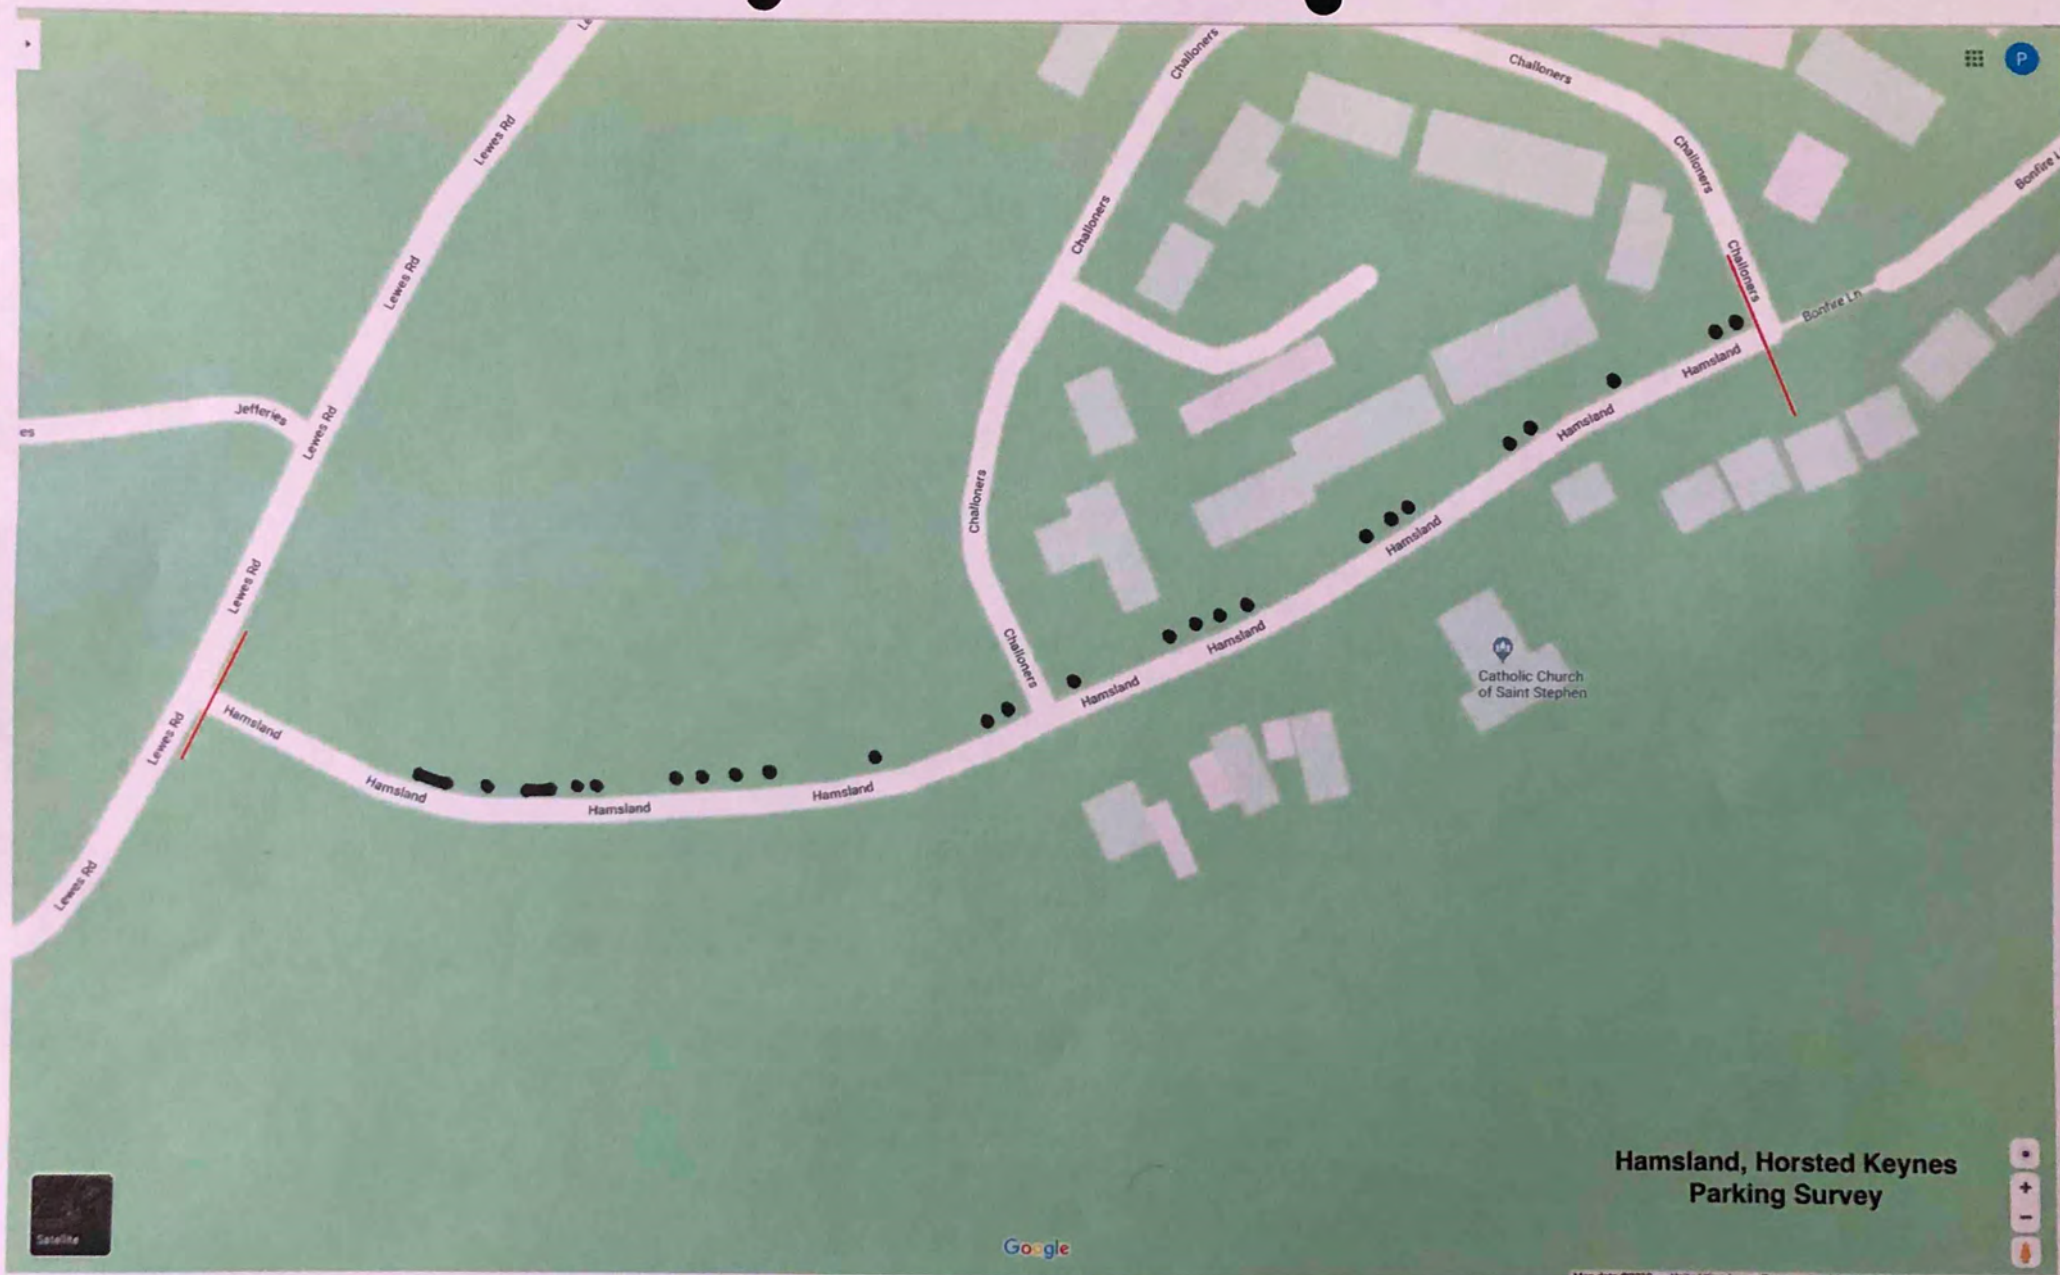 Lewes Rd
Lewes Rd
Lewes Rd
Lewes Rd
Lewes Rd
Lewes Rd
Jefferies
es
Challoners
Challoners
Challoners
Challoners
Challoners
Challoners
Challoners
Bonfire L
Bonfire Ln
Hamsland
Hamsland
Hamsland
Hamsland
Hamsland
Hamsland
Hamsland
Hamsland
Hamsland
Catholic Church
of Saint Stephen
P
Hamsland, Horsted Keynes
Parking Survey
Satellite
Google